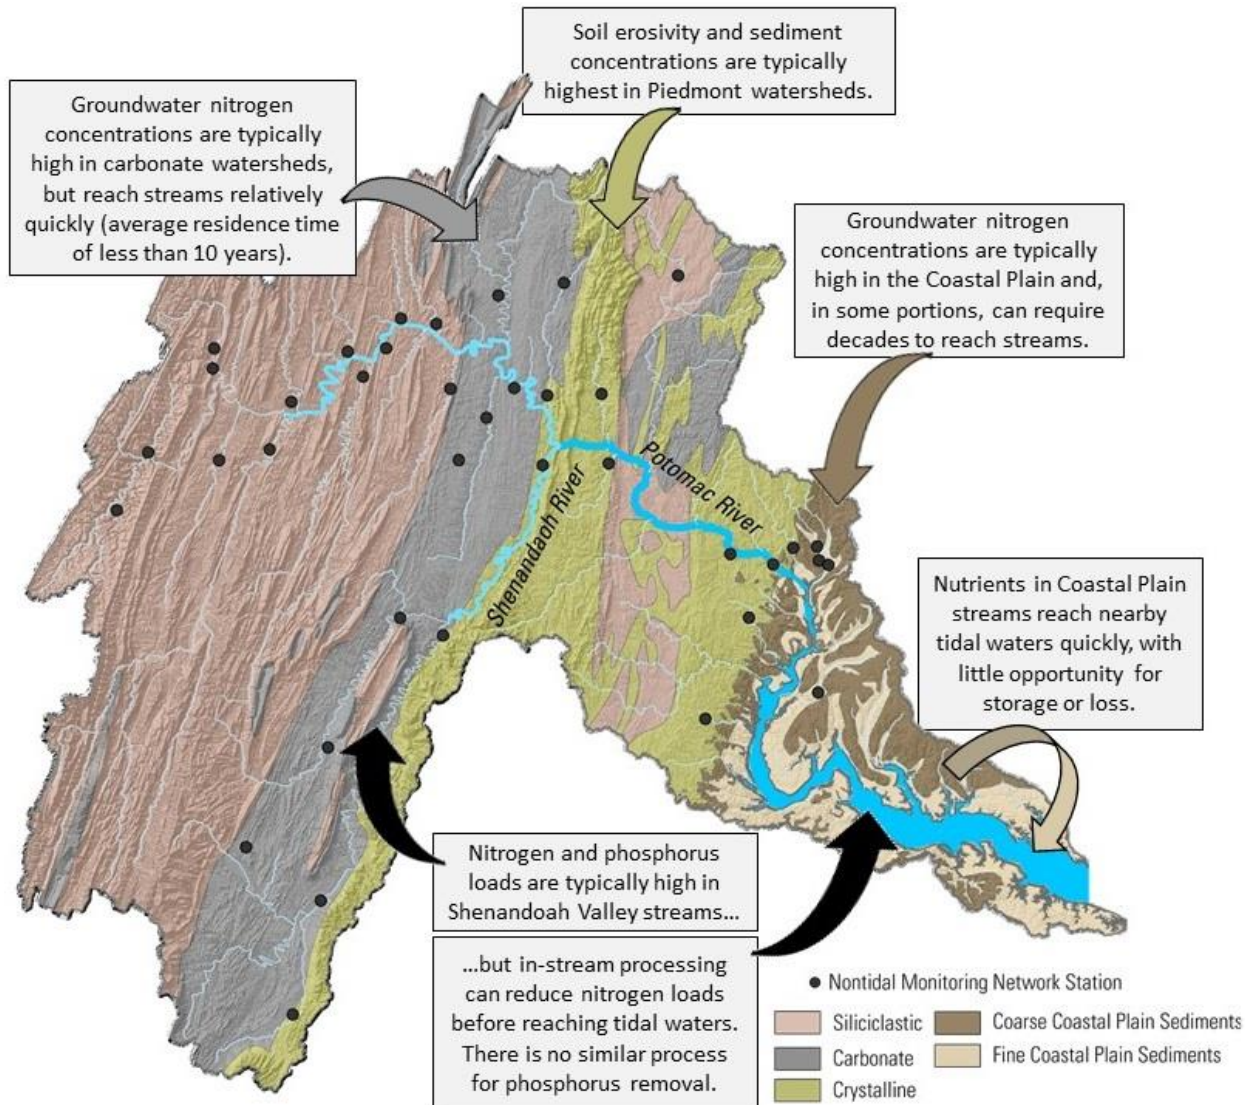 Soil erosivity and sediment
concentrations are typically
highest in Piedmont watersheds.
Groundwater nitrogen
concentrations are typically
high in carbonate watersheds,
but reach streams relatively
quickly (average residence time
of less than 10 years).
Groundwater nitrogen
concentrations are typically
high in the Coastal Plain and,
in some portions, can require
decades to reach streams.
Potomac River
Shenandaoh River
Nutrients in Coastal Plain
streams reach nearby
tidal waters quickly, with
little opportunity for
storage or loss.
Nitrogen and phosphorus
loads are typically high in
Shenandoah Valley streams...
...but in-stream processing
can reduce nitrogen loads
before reaching tidal waters.
There is no similar process
for phosphorus removal.
Nontidal Monitoring Network Station
Siliciclastic
Coarse Coastal Plain Sediments
Carbonate
Fine Coastal Plain Sediments
Crystalline